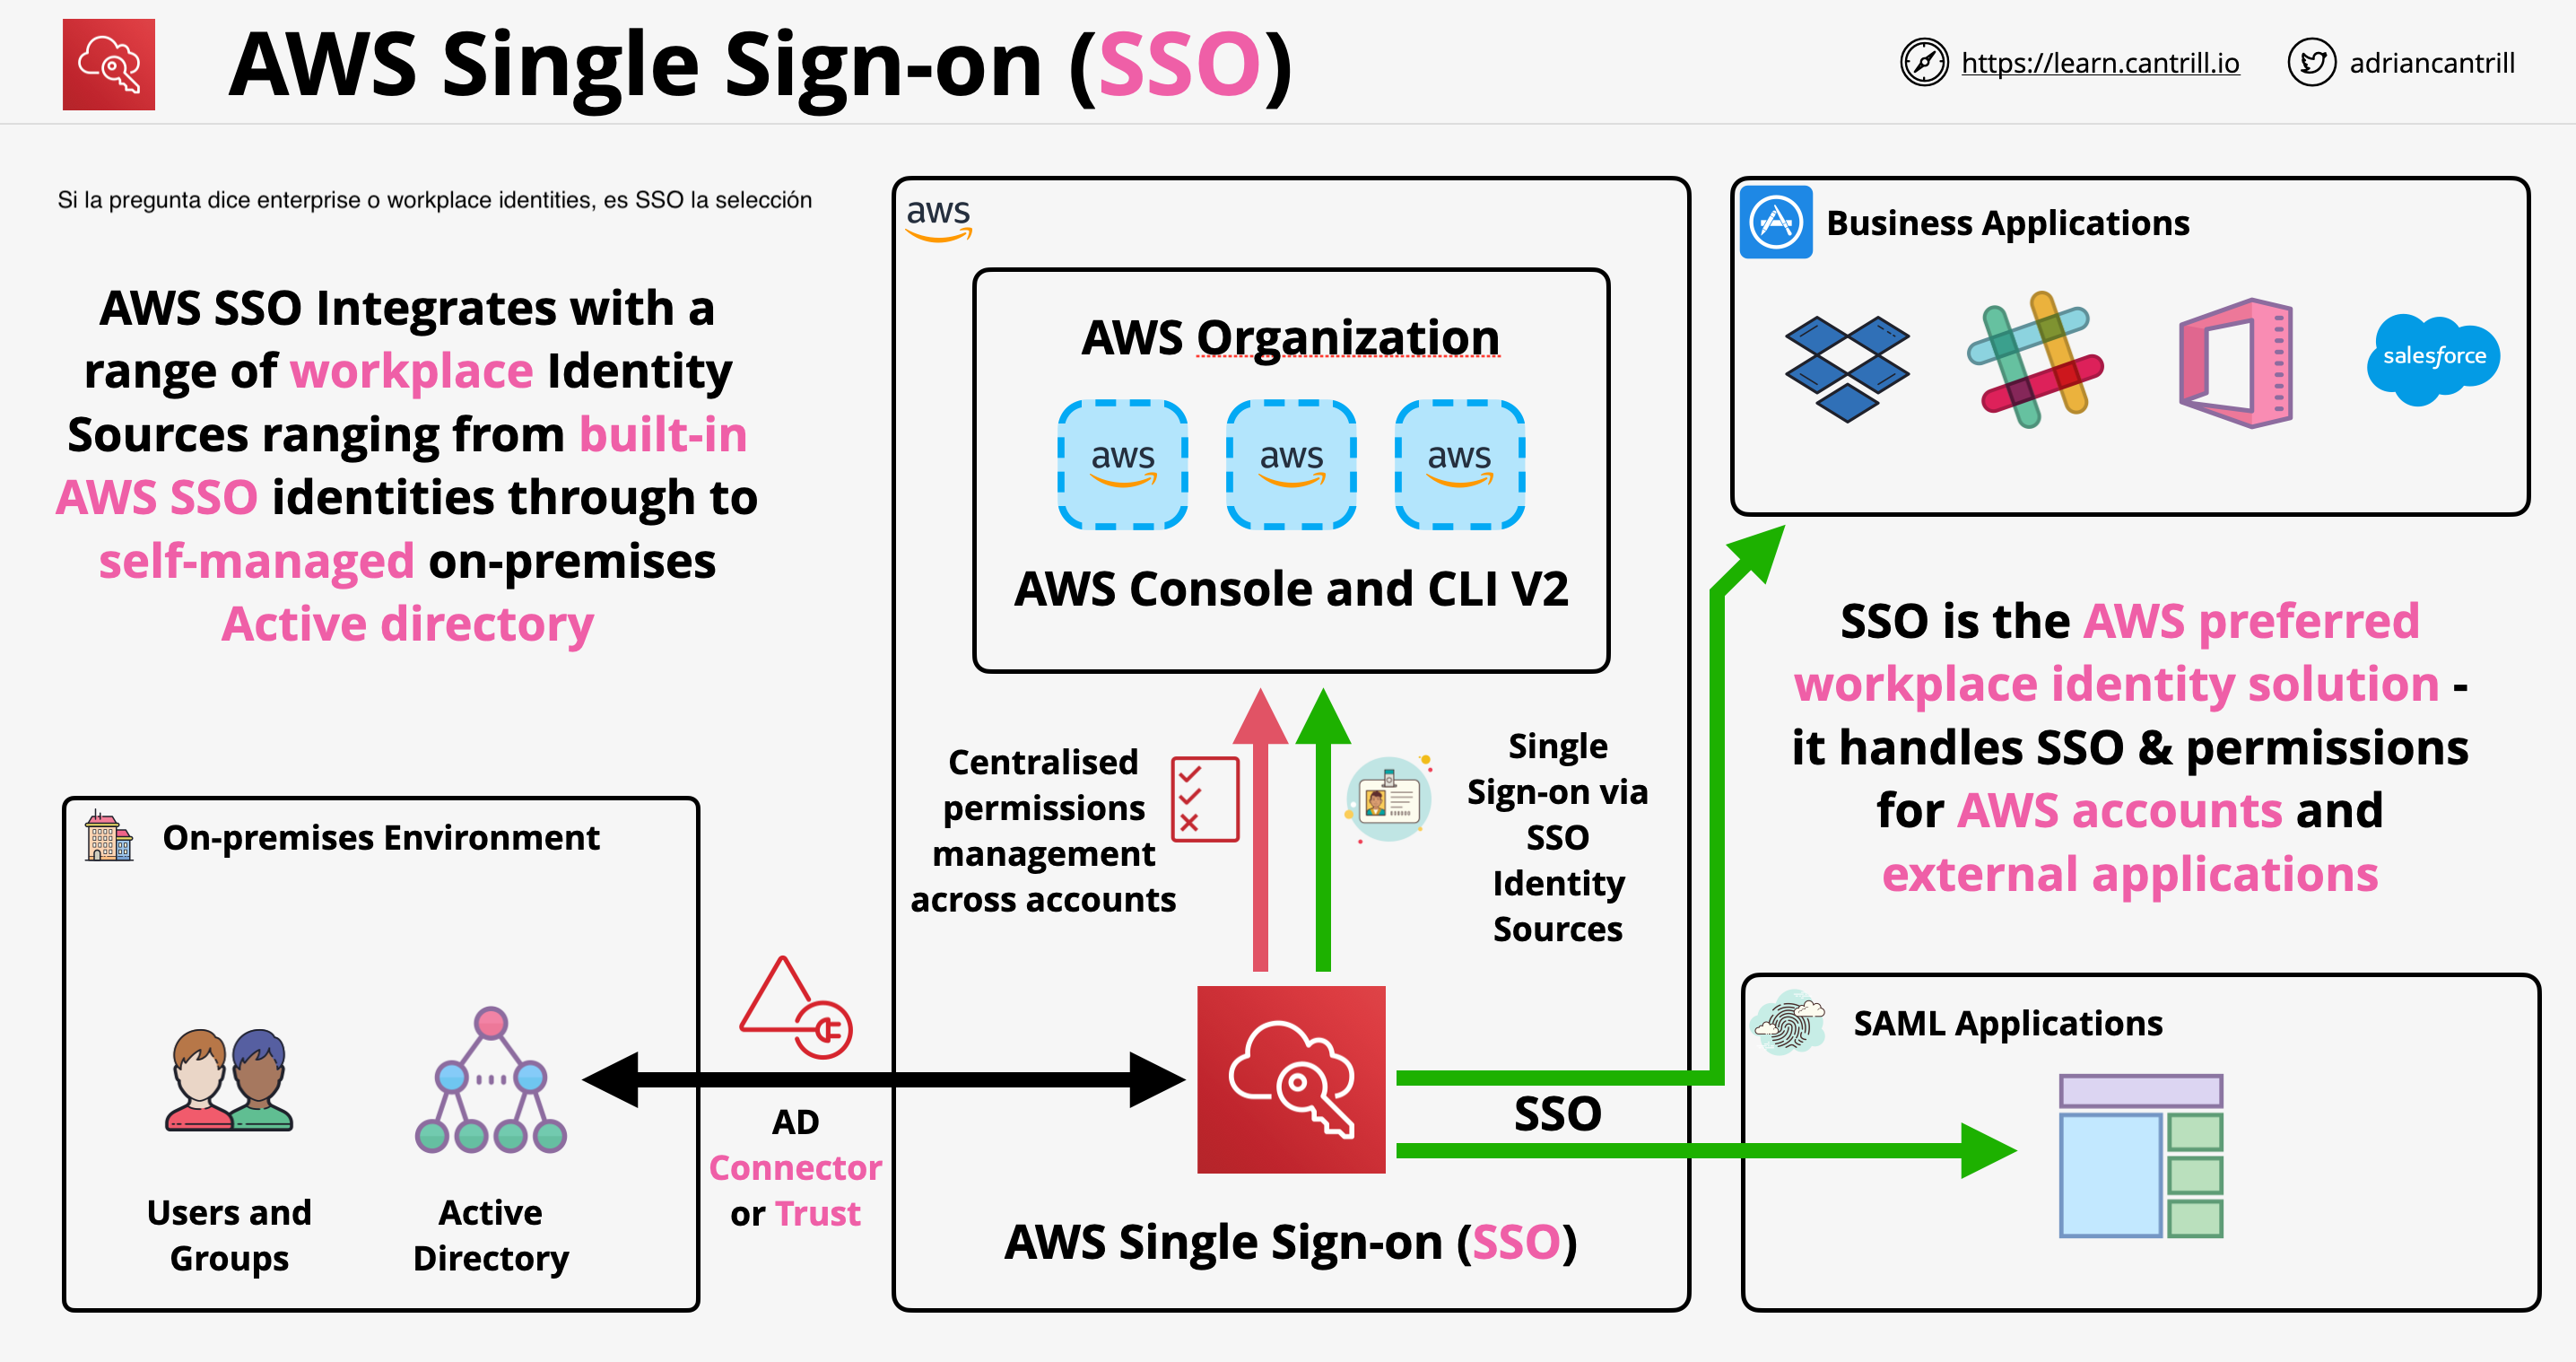 AWS Single Sign-on (SSO)
https://learn.cantrill.io
adriancantrill
Si la pregunta dice enterprise o workplace identities, es SSO la selección
AWS SSO Integrates with a
range of workplace Identity
Sources ranging from built-in
AWS SSO identities through to
self-managed on-premises
Active directory
aws
AWS Organization
aws
aws
aws
AWS Console and CLI V2
Business Applications
salesforce
SSO is the AWS preferred
workplace identity solution -
it handles SSO & permissions
for AWS accounts and
external applications
Centralised
permissions
management
across accounts
Single
Sign-on via
SSO
Identity
Sources
On-premises Environment
Users and
Groups
Active
Directory
AD
Connector
or Trust
SSO
AWS Single Sign-on (SSO)
SAML Applications